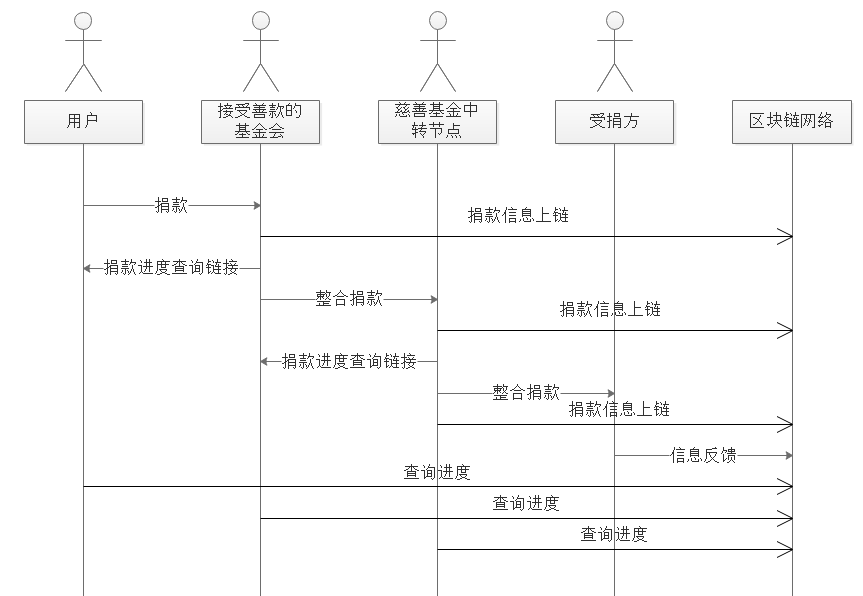 用户
接受善款的
基金会
慈善基金中
转节点
受捐方
区块链网络
捐款
捐款信息上链
捐款进度查询链接
整合捐款
捐款信息上链
捐款进度查询链接
整合捐款
捐款信息上链
信息反馈
查询进度
查询进度
查询进度